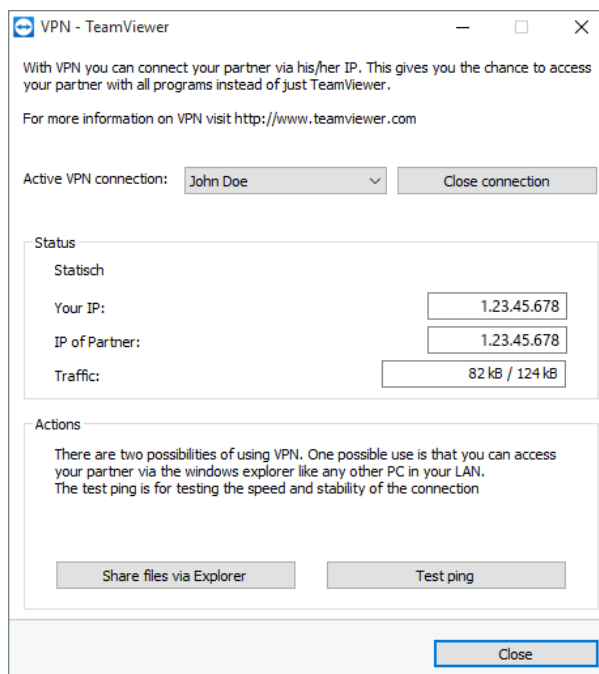 VPN - TeamViewer
With VPN you can connect your partner via his/her IP. This gives you the chance to access
your partner with all programs instead of just TeamViewer.
For more information on VPN visit http://www.teamviewer.com
Active VPN connection: John Doe Close connection
Status
Statisch
Your IP: 1.23.45.678
IP of Partner: 1.23.45.678
Traffic: 82 kB / 124 kB
Actions
There are two possibilities of using VPN. One possible use is that you can access
your partner via the windows explorer like any other PC in your LAN.
The test ping is for testing the speed and stability of the connection
Share files via Explorer Test ping
Close